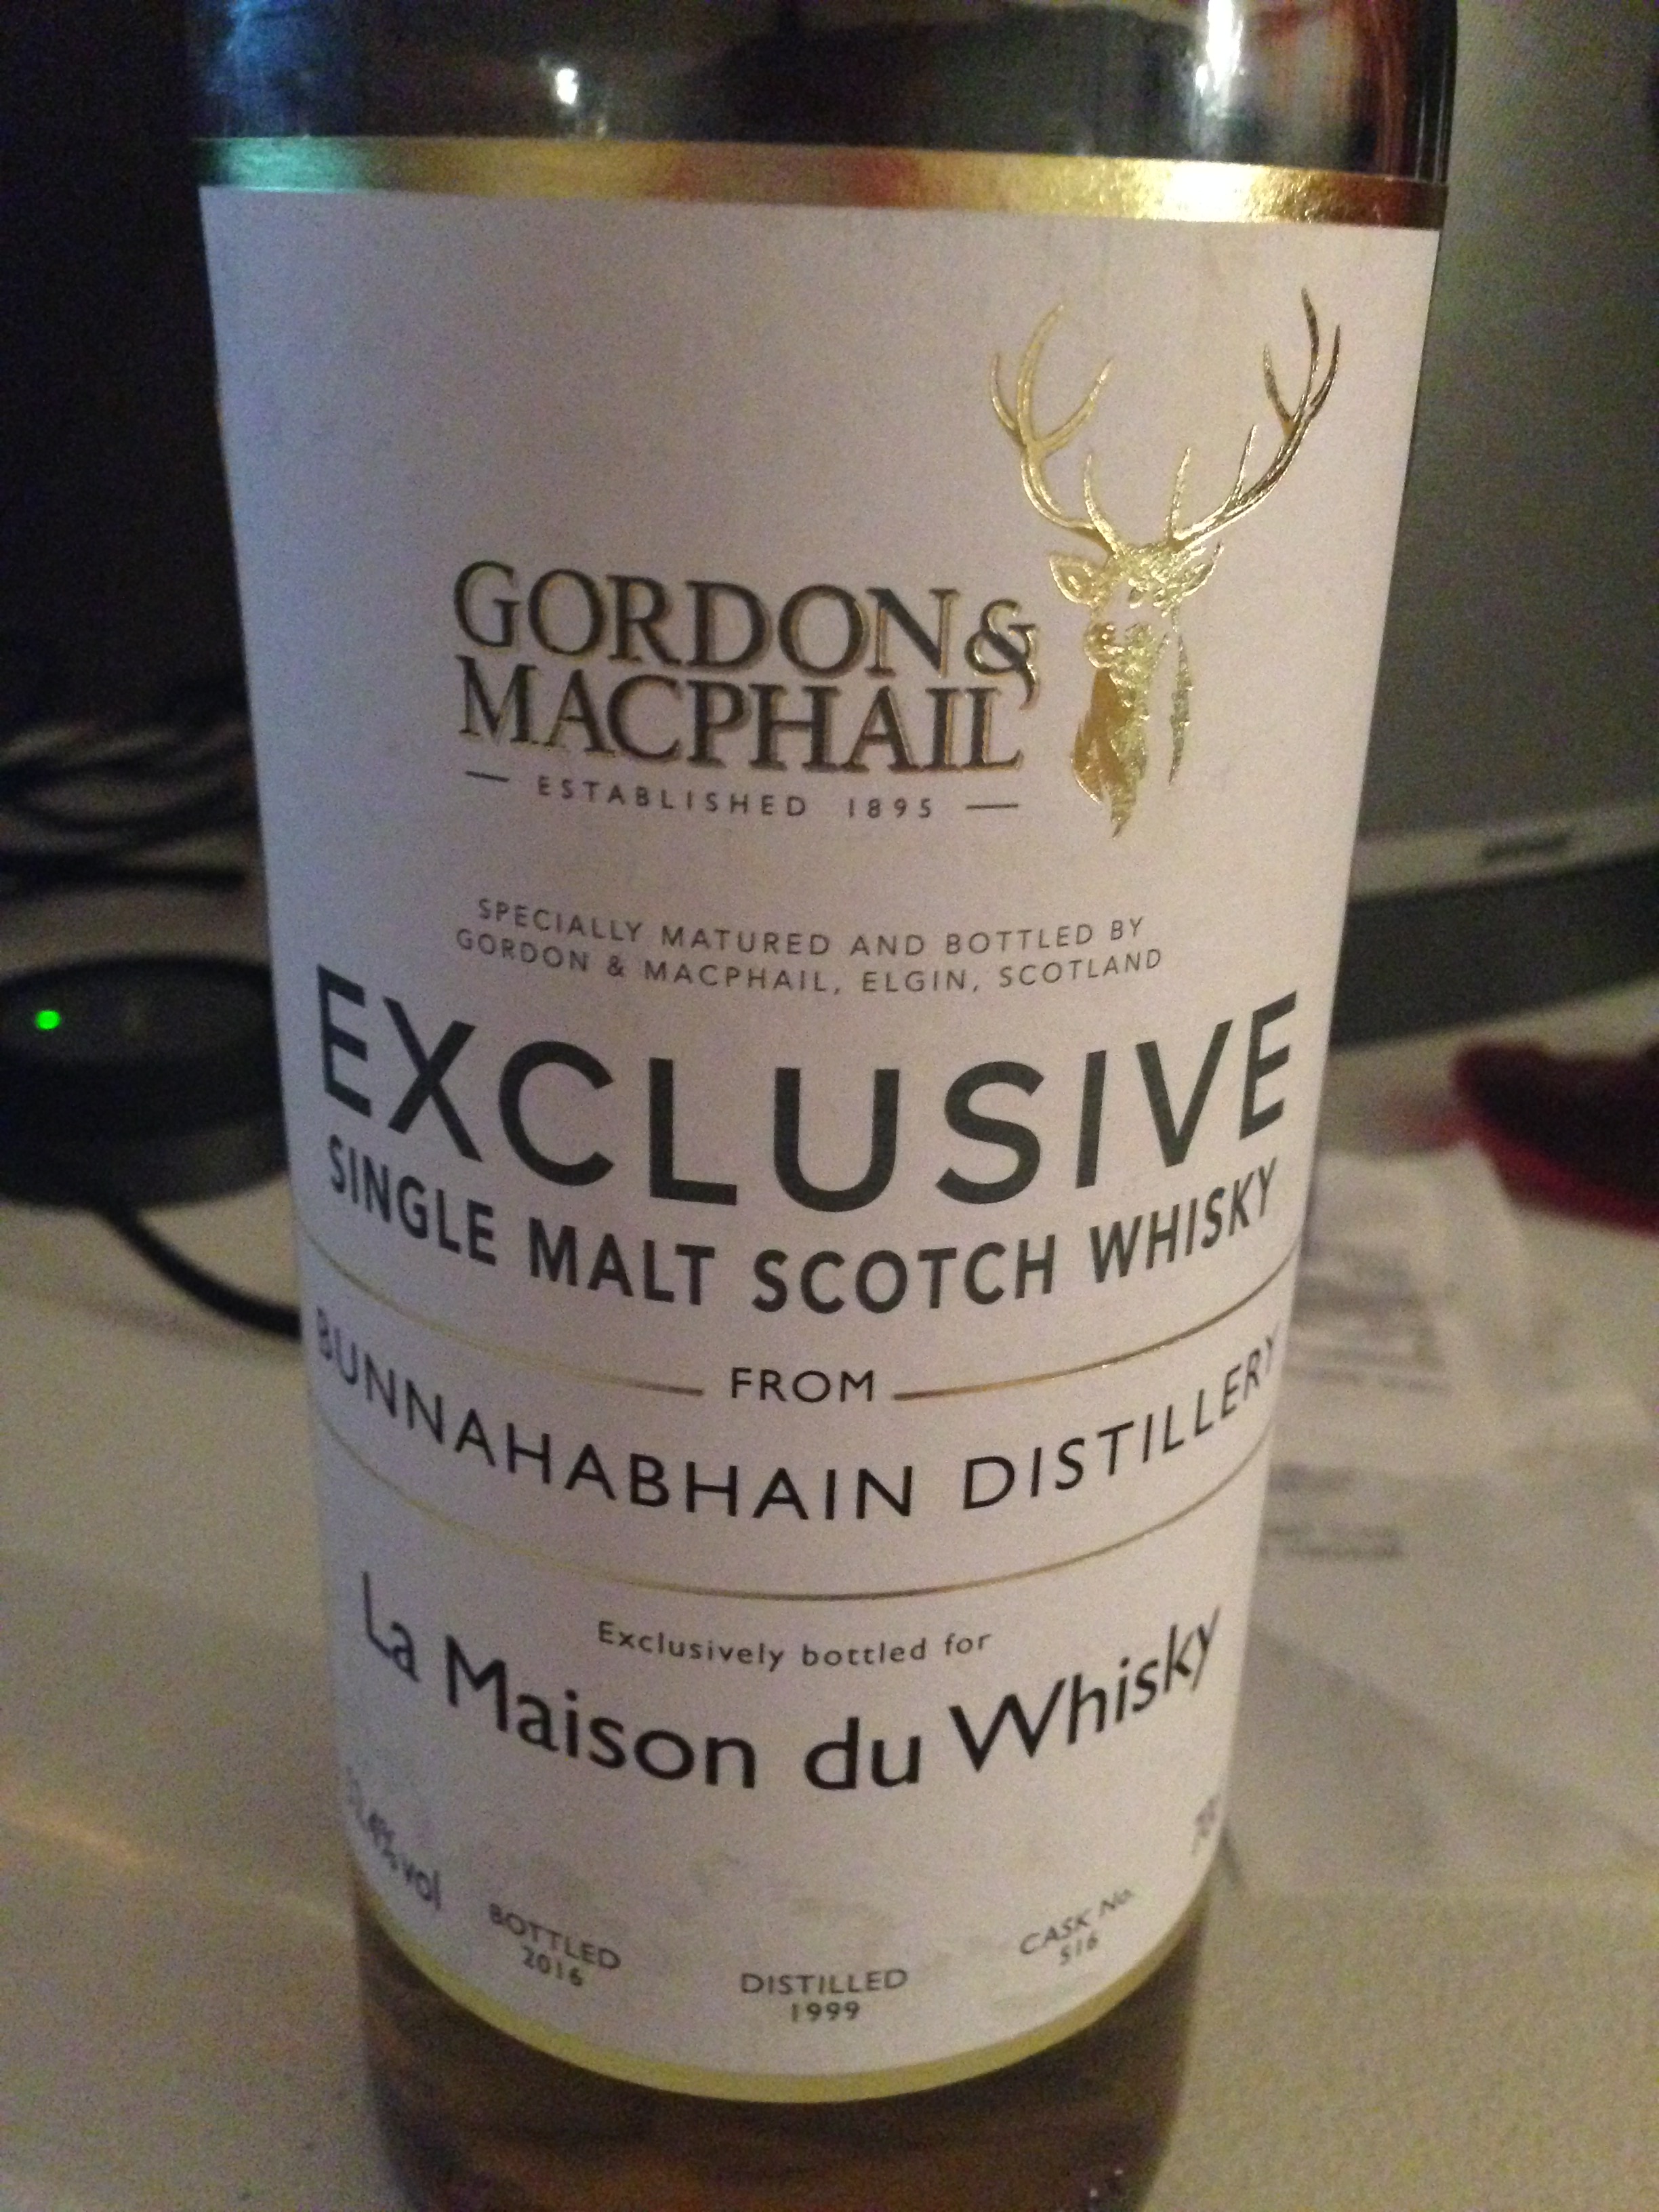 GORDON &
MACPHAIL
ESTABLISHED 1895
SPECIALLY MATURED AND BOTTLED BY
GORDON & MACPHAIL, ELGIN, SCOTLAND
EXCLUSIVE
SINGLE MALT SCOTCH WHISKY
FROM
BUNNAHABHAIN DISTILLERY
Exclusively bottled for
La Maison du Whisky
vol
BOTTLED
2016
DISTILLED
1999
CASK No.
516